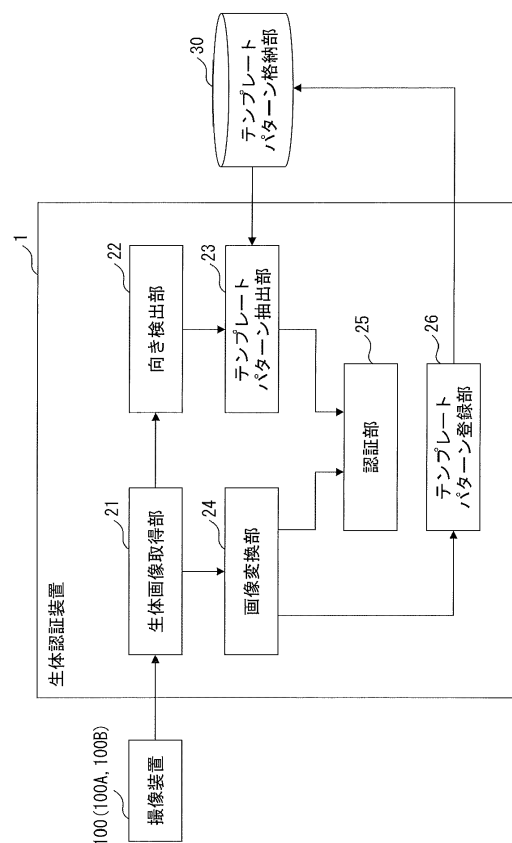 100 (100A, 100B)
撮像装置
生体認証装置
1
21
生体画像取得部
22
向き検出部
24
画像変換部
23
テンプレート
パターン抽出部
30
テンプレート
パターン格納部
25
認証部
26
テンプレート
パターン登録部